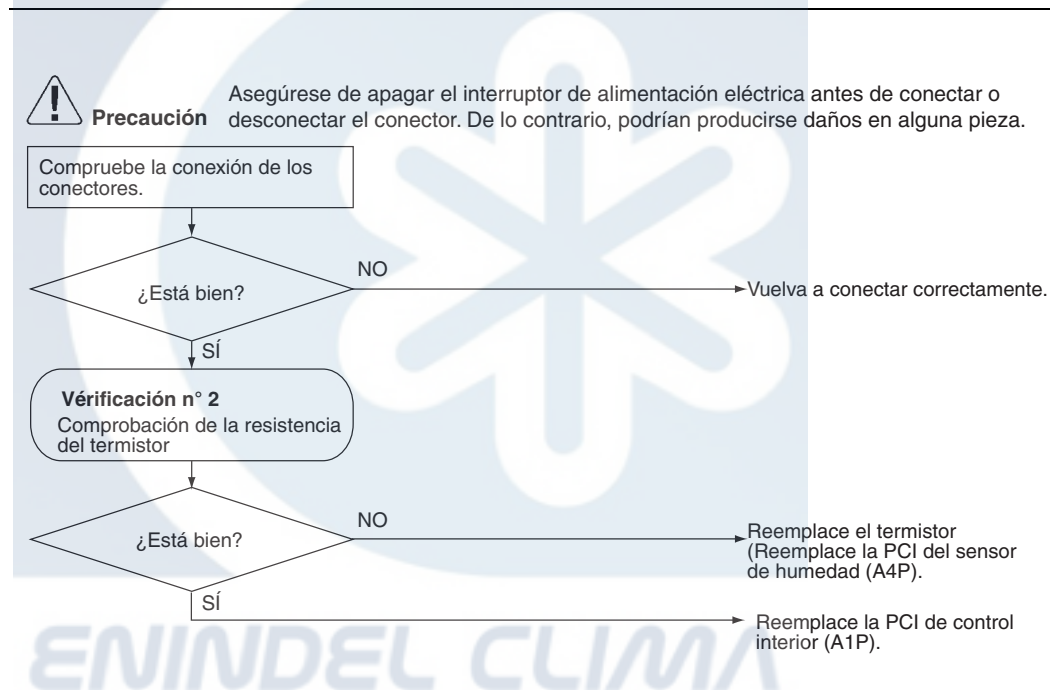 Precaución
Asegúrese de apagar el interruptor de alimentación eléctrica antes de conectar o
desconectar el conector. De lo contrario, podrían producirse daños en alguna pieza.
Compruebe la conexión de los
conectores.
¿Está bien?
NO
Vuelva a conectar correctamente.
SÍ
Vérificación n° 2
Comprobación de la resistencia
del termistor
¿Está bien?
NO
Reemplace el termistor
(Reemplace la PCI del sensor
de humedad (A4P).
SÍ
Reemplace la PCI de control
interior (A1P).
ENINDEL CLIMA